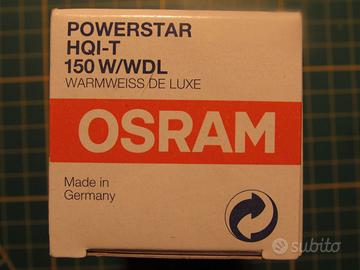 POWERSTAR
HQI-T
150 W/WDL
WARMWEISS DE LUXE
OSRAM
Made in
Germany
subito